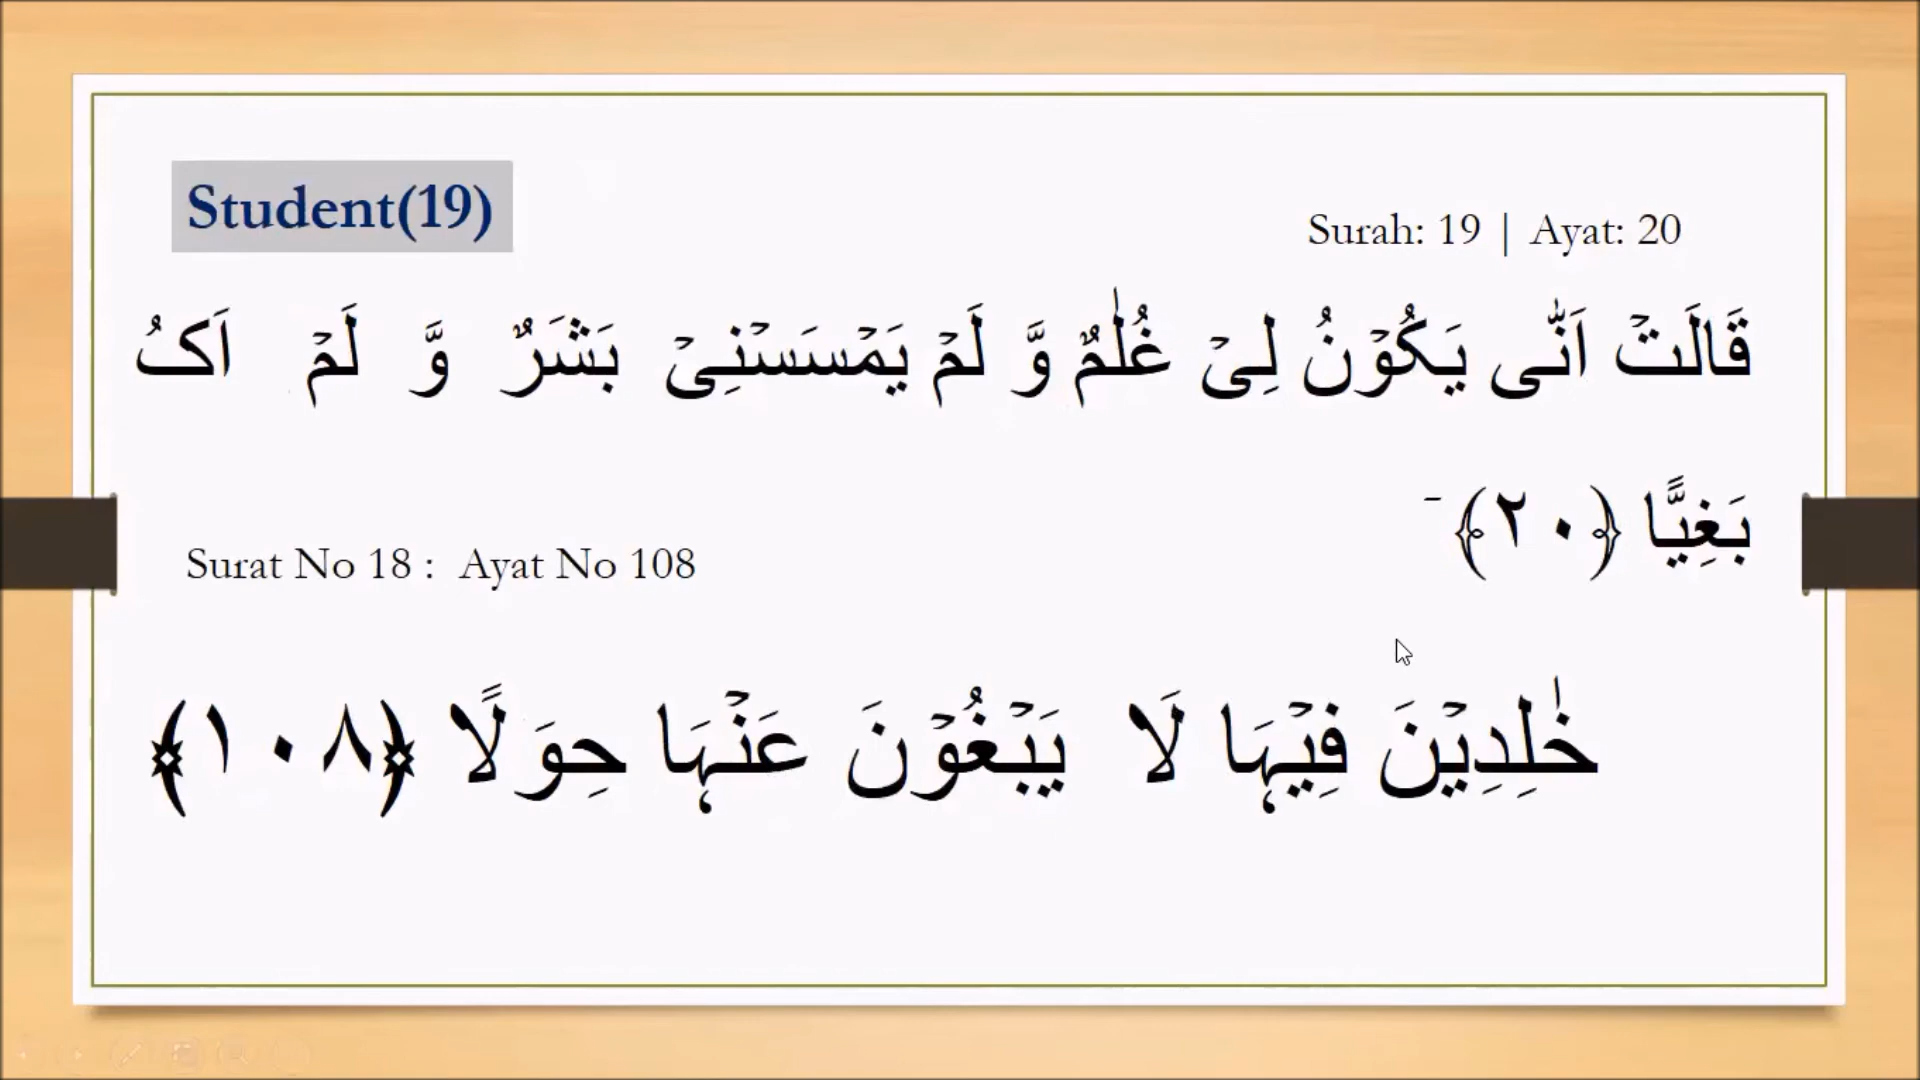 Student(19)
Surah: 19 | Ayat: 20
قَالَتۡ اَنّٰی یَکُوۡنُ لِیۡ غُلٰمٌ وَّ لَمۡ یَمۡسَسۡنِیۡ بَشَرٌ وَّ لَمۡ اَکُ
بَغِیًّا ﴿۲۰﴾ -
Surat No 18 : Ayat No 108
خٰلِدِیۡنَ فِیۡہَا لَا یَبۡغُوۡنَ عَنۡہَا حِوَلًا ﴿۱۰۸﴾